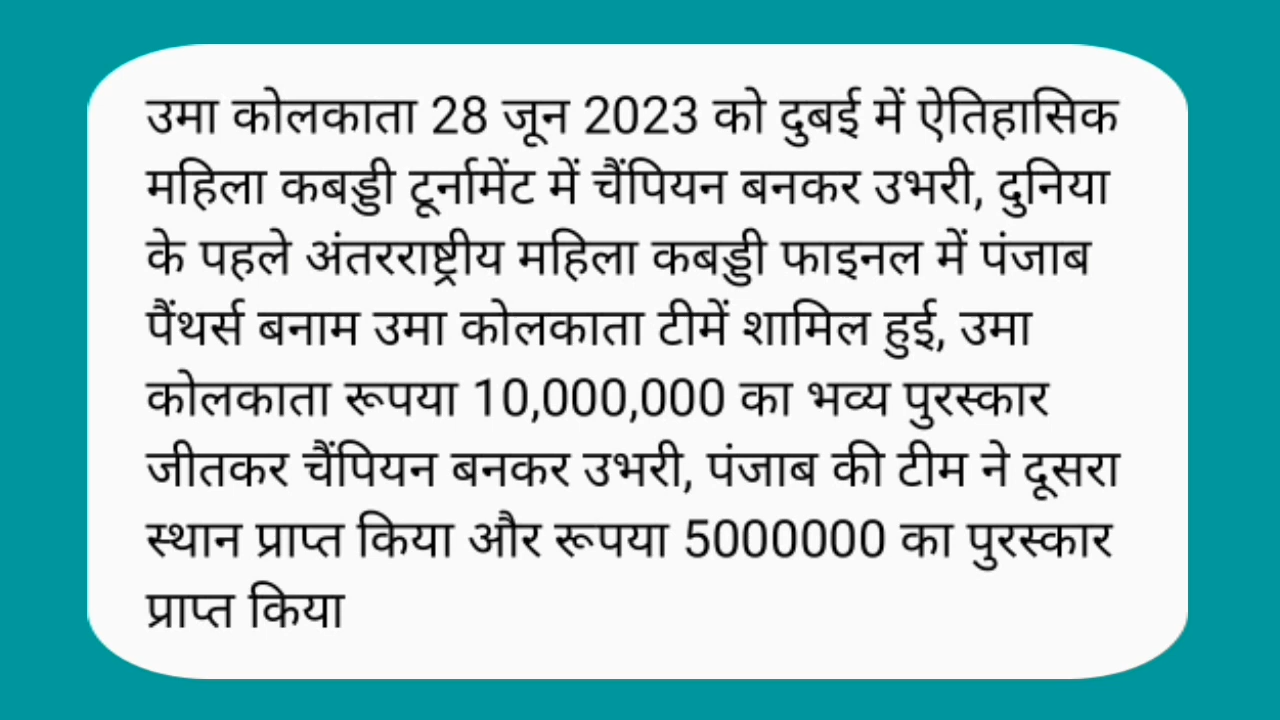 उमा कोलकाता 28 जून 2023 को दुबई में ऐतिहासिक
महिला कबड्डी टूर्नामेंट में चैंपियन बनकर उभरी, दुनिया
के पहले अंतरराष्ट्रीय महिला कबड्डी फाइनल में पंजाब
पैंथर्स बनाम उमा कोलकाता टीमें शामिल हुई, उमा
कोलकाता रूपया 10,000,000 का भव्य पुरस्कार
जीतकर चैंपियन बनकर उभरी, पंजाब की टीम ने दूसरा
स्थान प्राप्त किया और रूपया 5000000 का पुरस्कार
प्राप्त किया